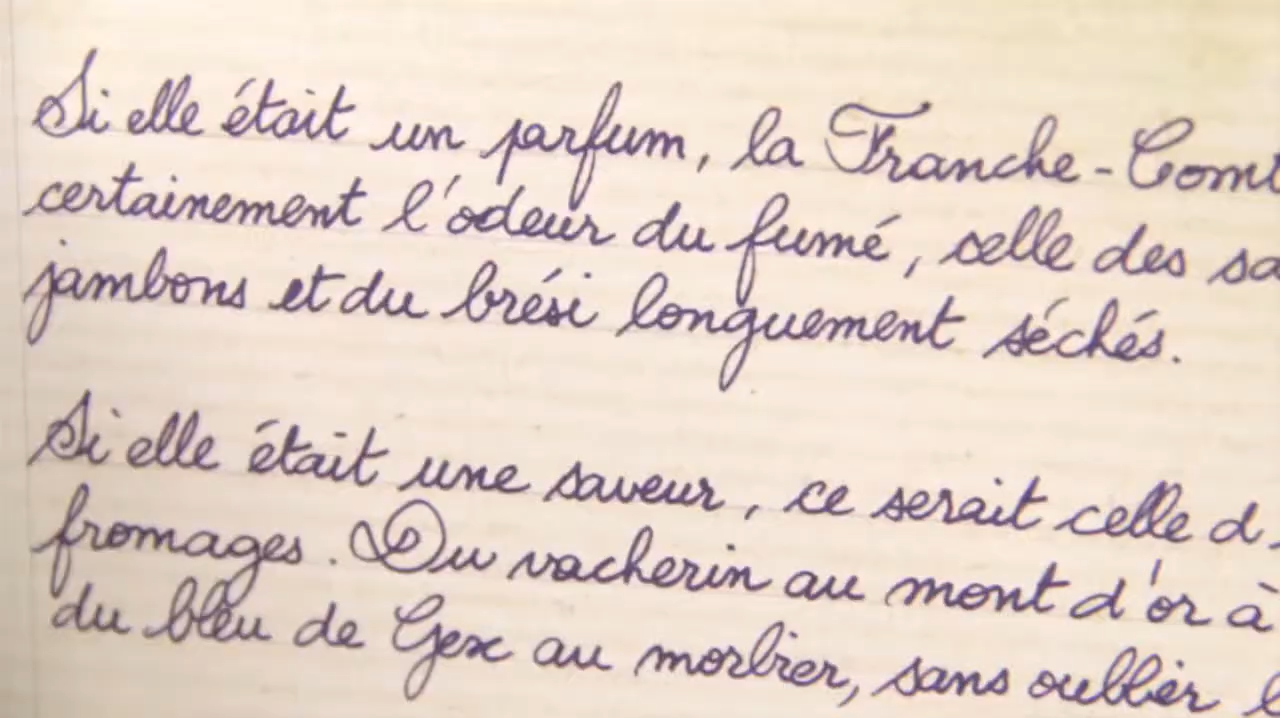 Si elle était un parfum, la Franche-Comt
certainement l'odeur du fumé, celle des sa
jambons et du brési longuement séchés.
Si elle était une saveur, ce serait celle d
fromages. Du vacherin au mont d'or à
du bleu de Gex au morbier, sans oublier l